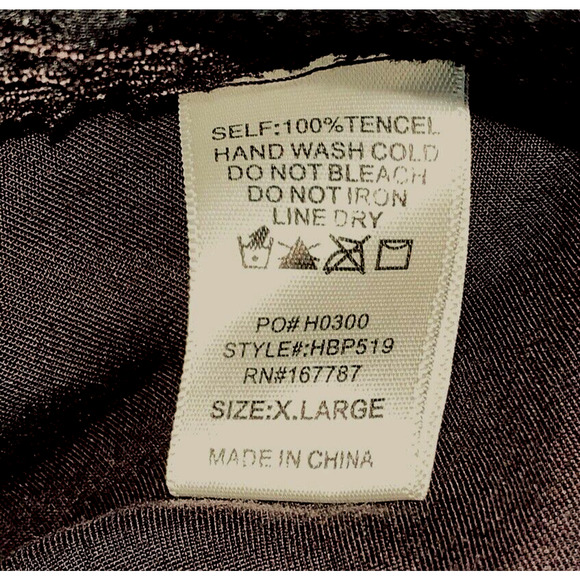 SELF:100%TENCEL
HAND WASH COLD
DO NOT BLEACH
DO NOT IRON
LINE DRY
PO# H0300
STYLE#:HBP519
RN#167787
SIZE:X.LARGE
MADE IN CHINA